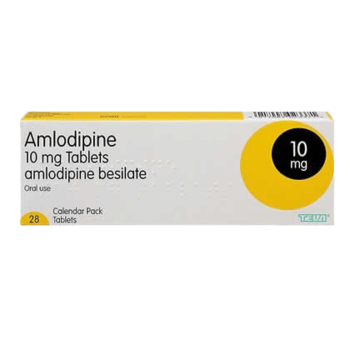 Amlodipine
10 mg Tablets
amlodipine besilate
Oral use
10
mg
28
Calendar Pack
Tablets
TEVA